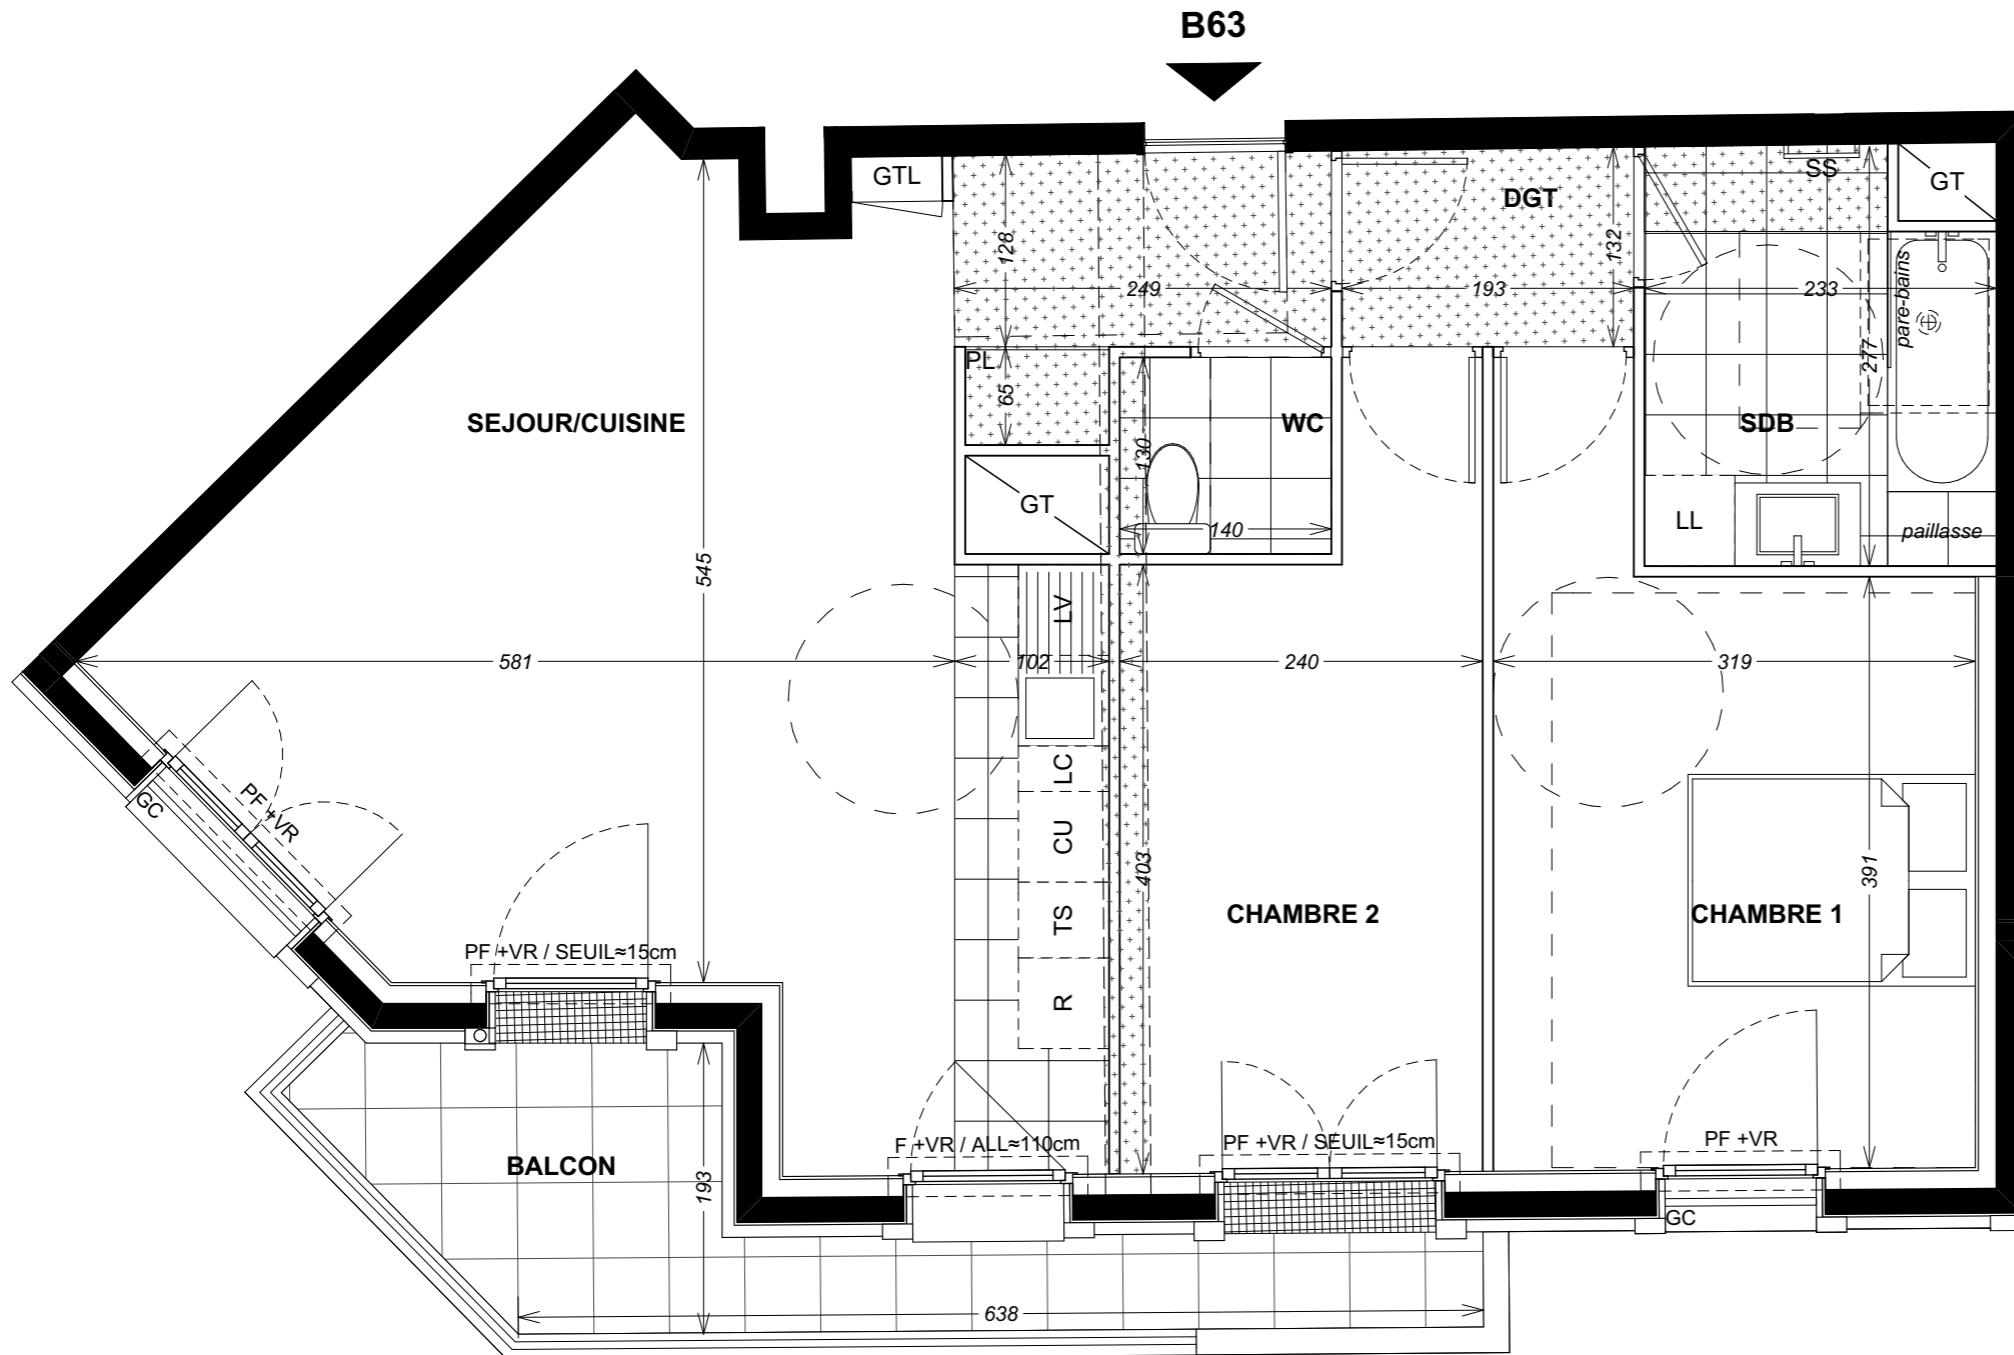 B63
GTL
DGT
SS
GT
128
132
249
193
233
pare-bains
277
PL
65
SEJOUR/CUISINE
WC
SDB
130
GT
140
LL
paillasse
545
LV
581
102
240
319
LC
PF +VR
GC
CU
403
391
TS
CHAMBRE 2
CHAMBRE 1
PF +VR / SEUIL≈15cm
R
F +VR / ALL≈110cm
PF +VR / SEUIL≈15cm
PF +VR
BALCON
193
GC
638